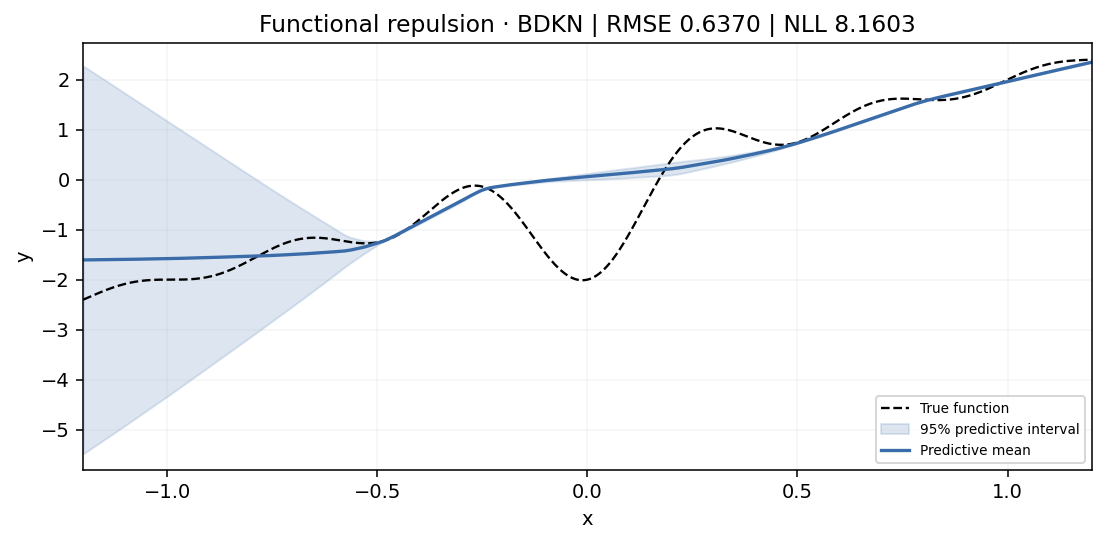 Functional repulsion · BDKN | RMSE 0.6370 | NLL 8.1603
y
2
1
0
−1
−2
−3
−4
−5
True function
95% predictive interval
Predictive mean
−1.0 −0.5 0.0 0.5 1.0
x